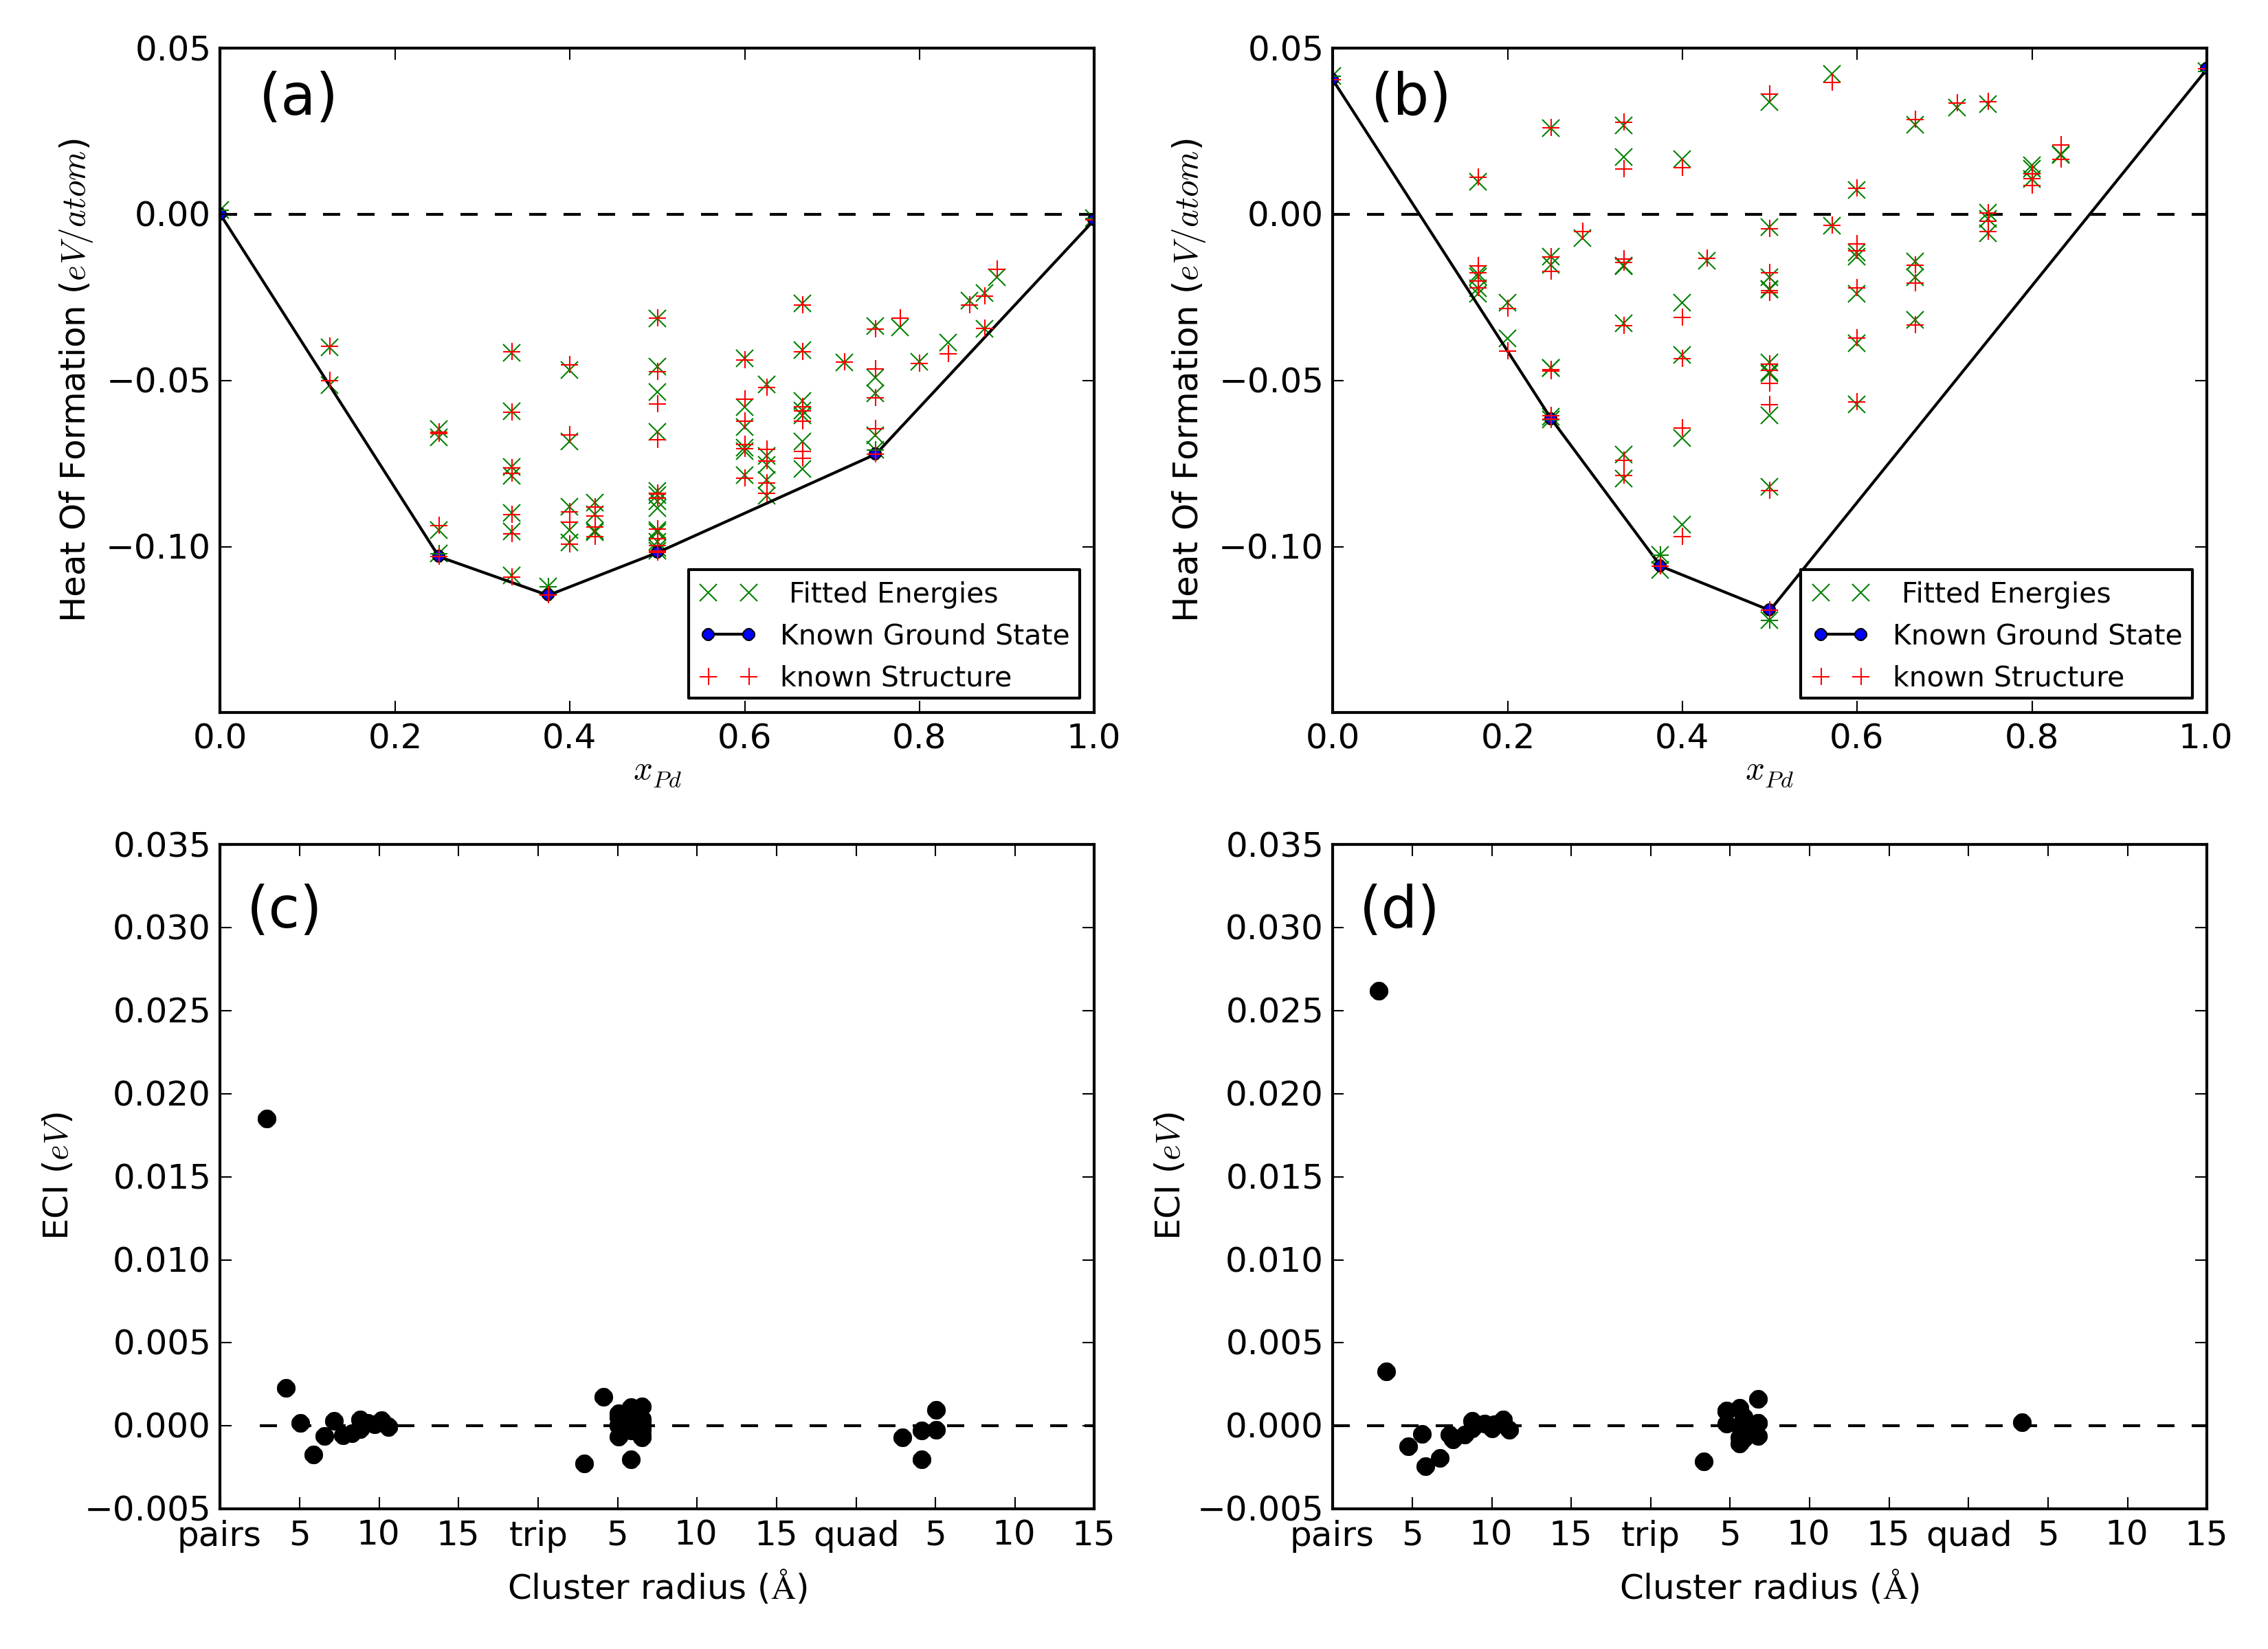 (a)
0.05
0.00
−0.05
−0.10
Heat Of Formation (eV/atom)
Fitted Energies
Known Ground State
known Structure
0.0 0.2 0.4 0.6 0.8 1.0
x_{Pd}
(b)
0.05
0.00
−0.05
−0.10
Heat Of Formation (eV/atom)
Fitted Energies
Known Ground State
known Structure
0.0 0.2 0.4 0.6 0.8 1.0
x_{Pd}
(c)
0.035
0.030
0.025
0.020
0.015
0.010
0.005
0.000
−0.005
ECI (eV)
pairs 5 10 15 trip 5 10 15 quad 5 10 15
Cluster radius (Å)
(d)
0.035
0.030
0.025
0.020
0.015
0.010
0.005
0.000
−0.005
ECI (eV)
pairs 5 10 15 trip 5 10 15 quad 5 10 15
Cluster radius (Å)